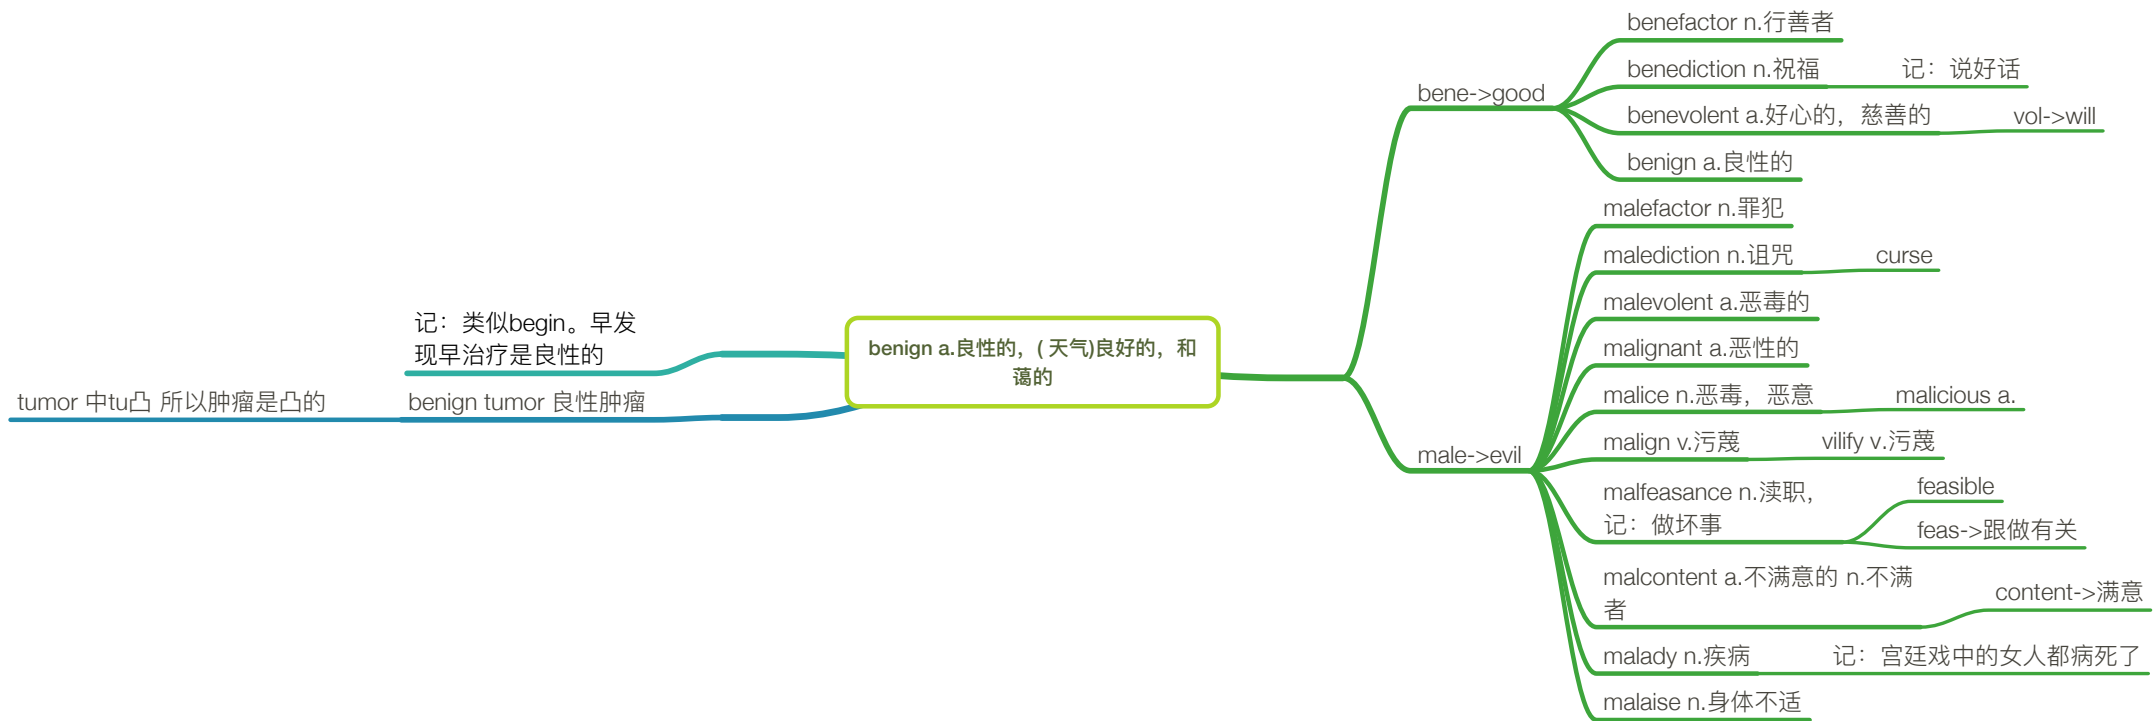 benign a.良性的，( 天气)良好的，和
蔼的
记：类似begin。早发
现早治疗是良性的
benign tumor 良性肿瘤
tumor 中tu凸 所以肿瘤是凸的
bene->good
benefactor n.行善者
benediction n.祝福
记：说好话
benevolent a.好心的，慈善的
vol->will
benign a.良性的
male->evil
malefactor n.罪犯
malediction n.诅咒
curse
malevolent a.恶毒的
malignant a.恶性的
malice n.恶毒，恶意
malicious a.
malign v.污蔑
vilify v.污蔑
malfeasance n.渎职，
记：做坏事
feasible
feas->跟做有关
malcontent a.不满意的 n.不满
者
content->满意
malady n.疾病
记：宫廷戏中的女人都病死了
malaise n.身体不适